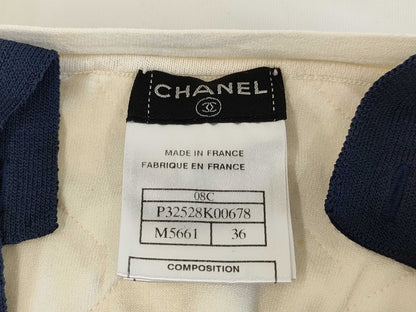 CHANEL
MADE IN FRANCE
FABRIQUE EN FRANCE
08C
P32528K00678
M5661 36
COMPOSITION